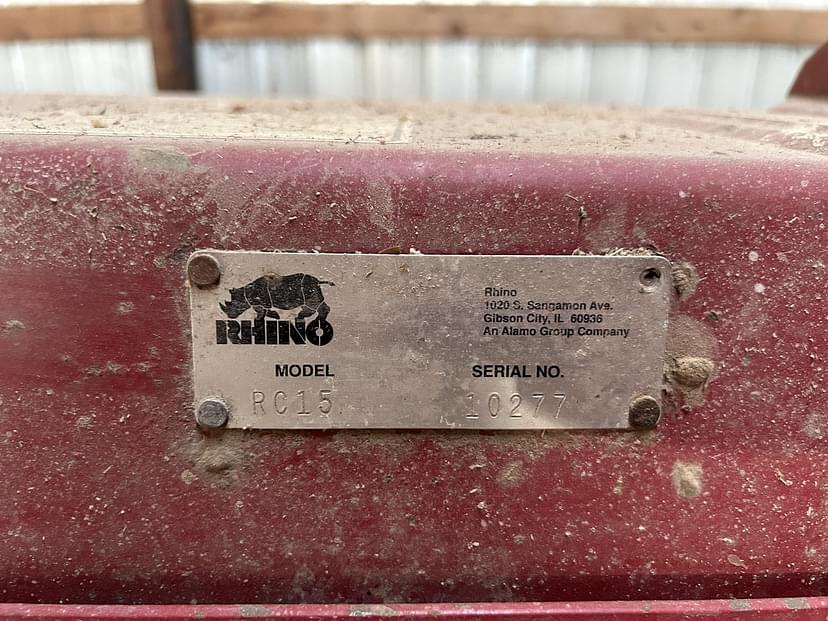 RHINO
Rhino
1020 S. Sangamon Ave.
Gibson City, IL 60936
An Alamo Group Company
MODEL
SERIAL NO.
RC15
10277